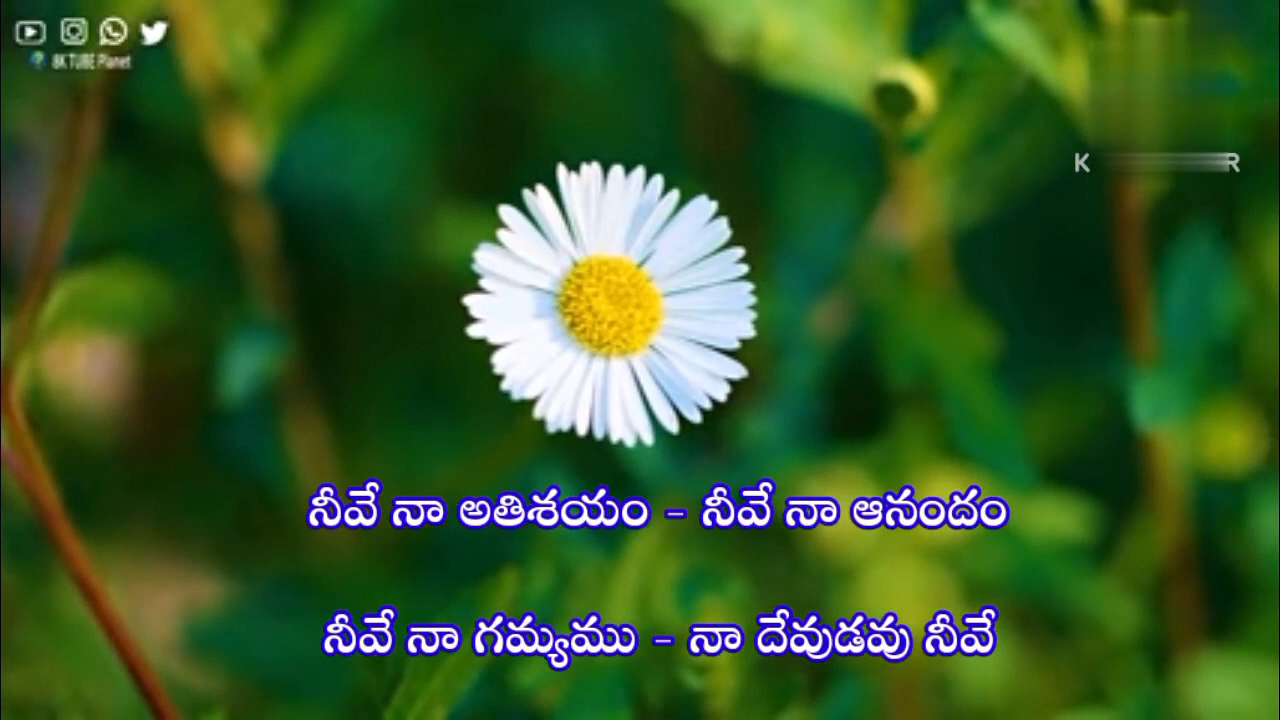 8K TUBE Planet
నీవే నా అతిశయం - నీవే నా ఆనందం
నీవే నా గమ్యము - నా దేవుడవు నీవే